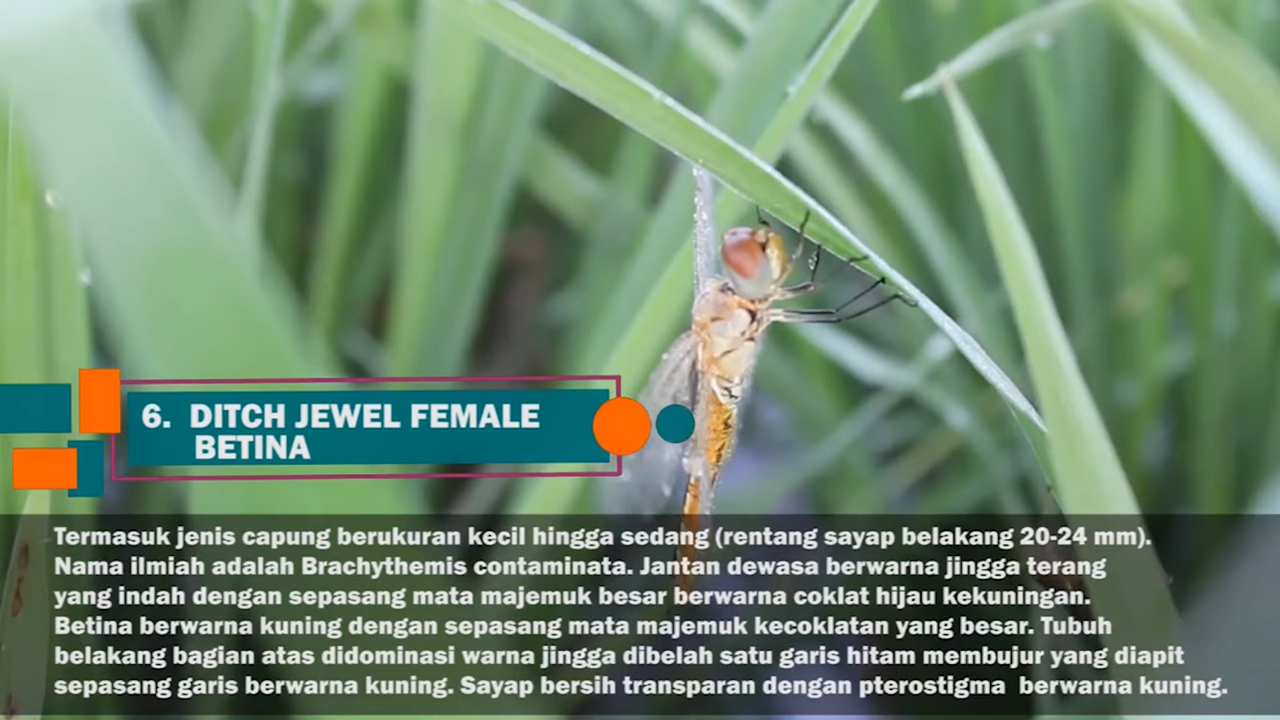 6. DITCH JEWEL FEMALE
BETINA
Termasuk jenis capung berukuran kecil hingga sedang (rentang sayap belakang 20-24 mm).
Nama ilmiah adalah Brachythemis contaminata. Jantan dewasa berwarna jingga terang
yang indah dengan sepasang mata majemuk besar berwarna coklat hijau kekuningan.
Betina berwarna kuning dengan sepasang mata majemuk kecoklatan yang besar. Tubuh
belakang bagian atas didominasi warna jingga dibelah satu garis hitam membujur yang diapit
sepasang garis berwarna kuning. Sayap bersih transparan dengan pterostigma berwarna kuning.